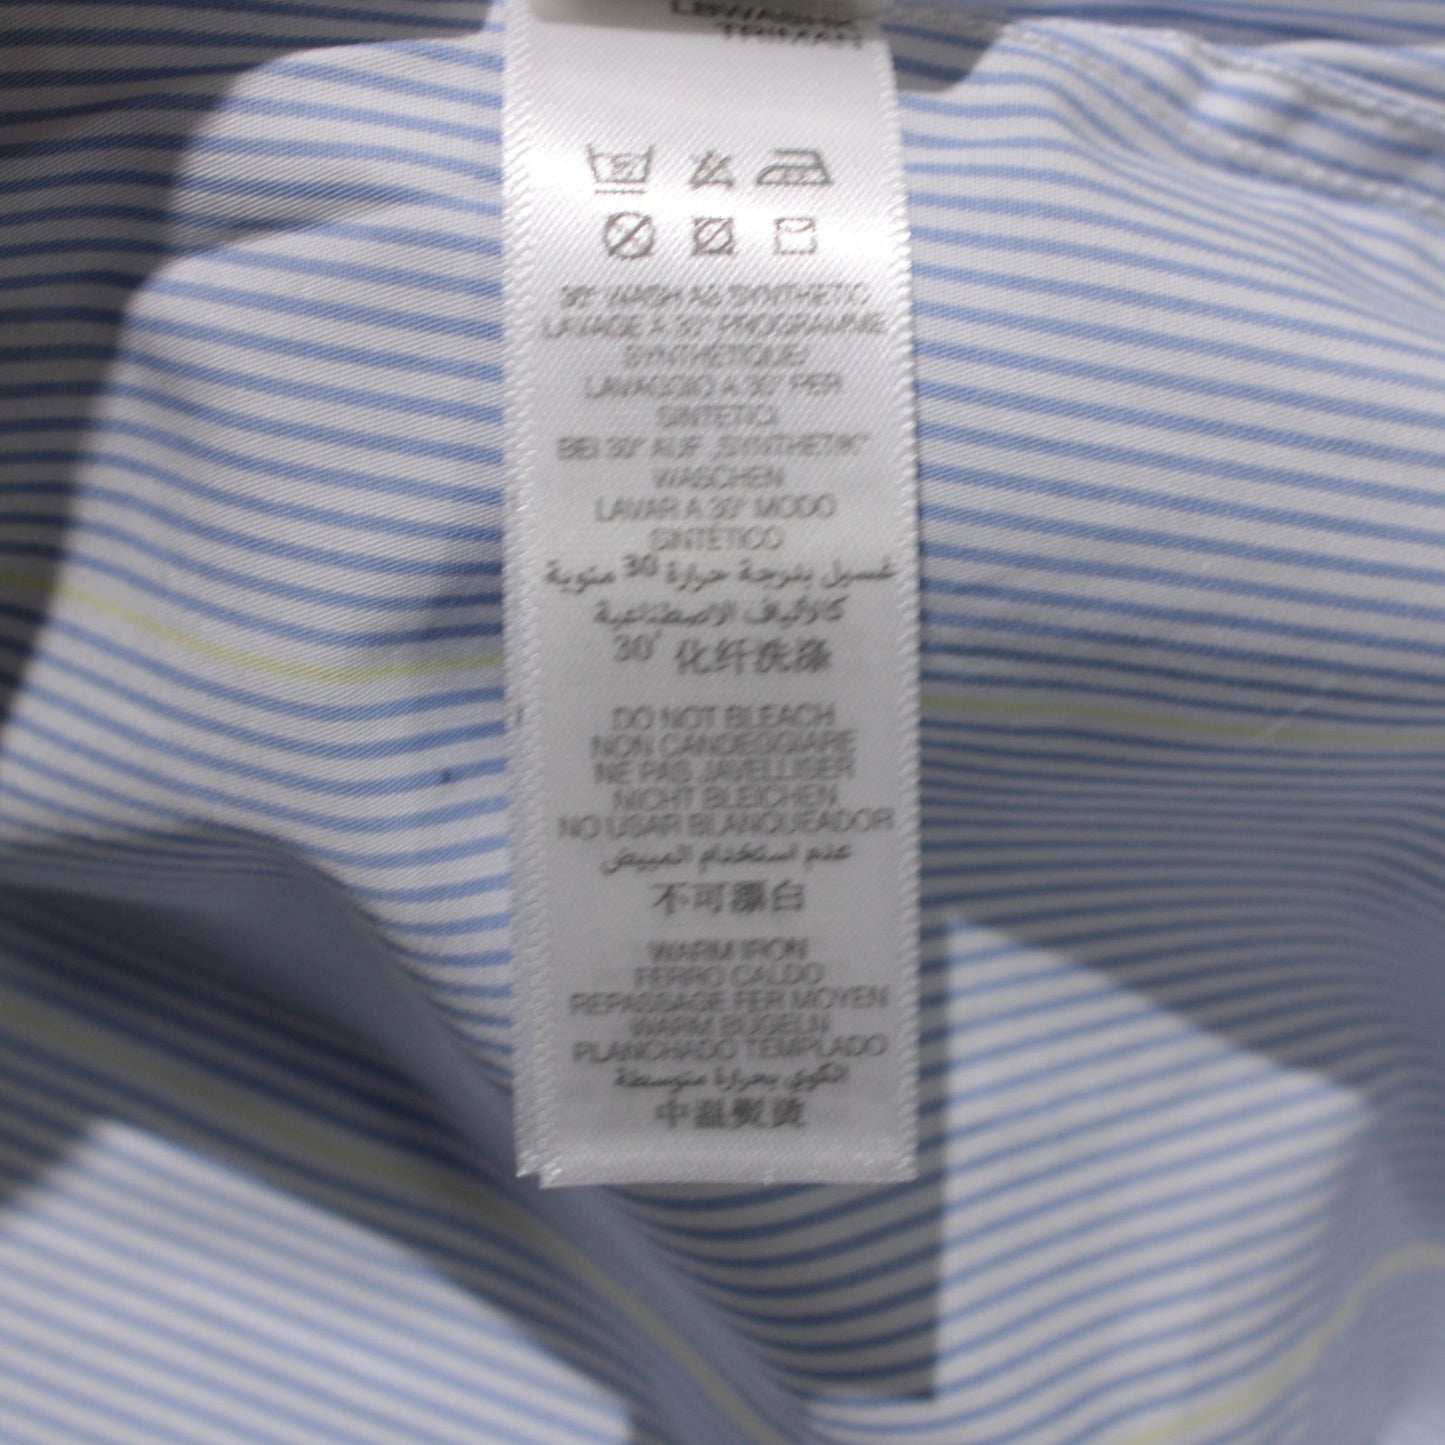 TRIMAN
30° WASH AS SYNTHETIC
LAVAGE A 30° PROGRAMME
SYNTHETIQUE/
LAVAGGIO A 30° PER
SINTETICI
BEI 30° AUF „SYNTHETIK"
WASCHEN
LAVAR A 30° MODO
SINTÉTICO
غسيل بدرجة حرارة 30 مئوية
كالألياف الاصطناعية
30° 化纤洗涤
DO NOT BLEACH
NON CANDEGGIARE
NE PAS JAVELLISER
NICHT BLEICHEN
NO USAR BLANQUEADOR
عدم استخدام المبيض
不可漂白
WARM IRON
FERRO CALDO
REPASSAGE FER MOYEN
WARM BÜGELN
PLANCHADO TEMPLADO
الكوي بحرارة متوسطة
中温熨烫